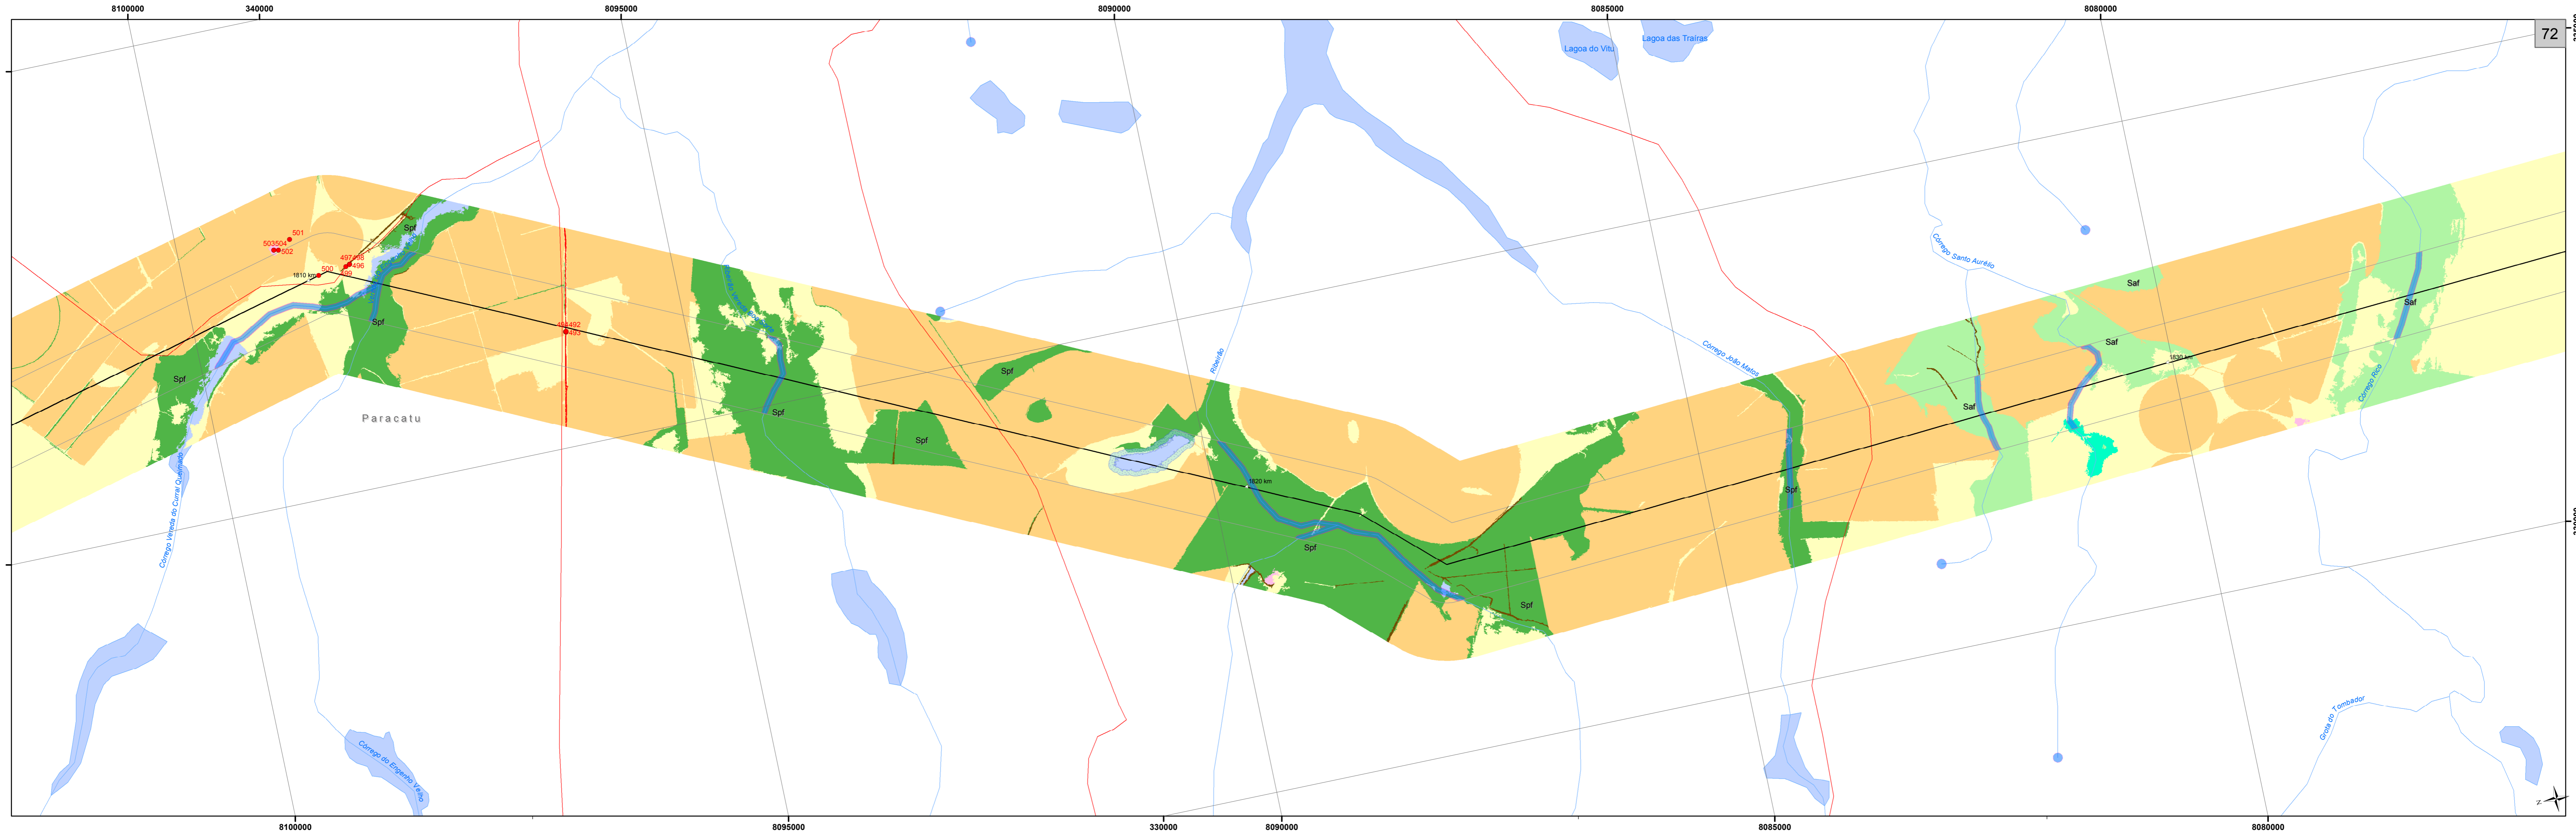 8100000
340000
8095000
8090000
8085000
8080000
72
Lagoa do Vitu
Lagoa das Traíras
501
503504
502
497498
496
500
1810 km
Spf
Spf
Spf
492
493
Paracatu
Córrego Vereda do Curral Queimado
Córrego do Engenho Velho
Spf
Spf
Spf
Ribeirão
1820 km
Spf
Spf
Córrego João Matos
Spf
Córrego Santo Aurélio
Saf
Saf
Saf
1830 km
Saf
Córrego Rico
Grota do Tombador
N
8100000
8095000
330000
8090000
8085000
8080000